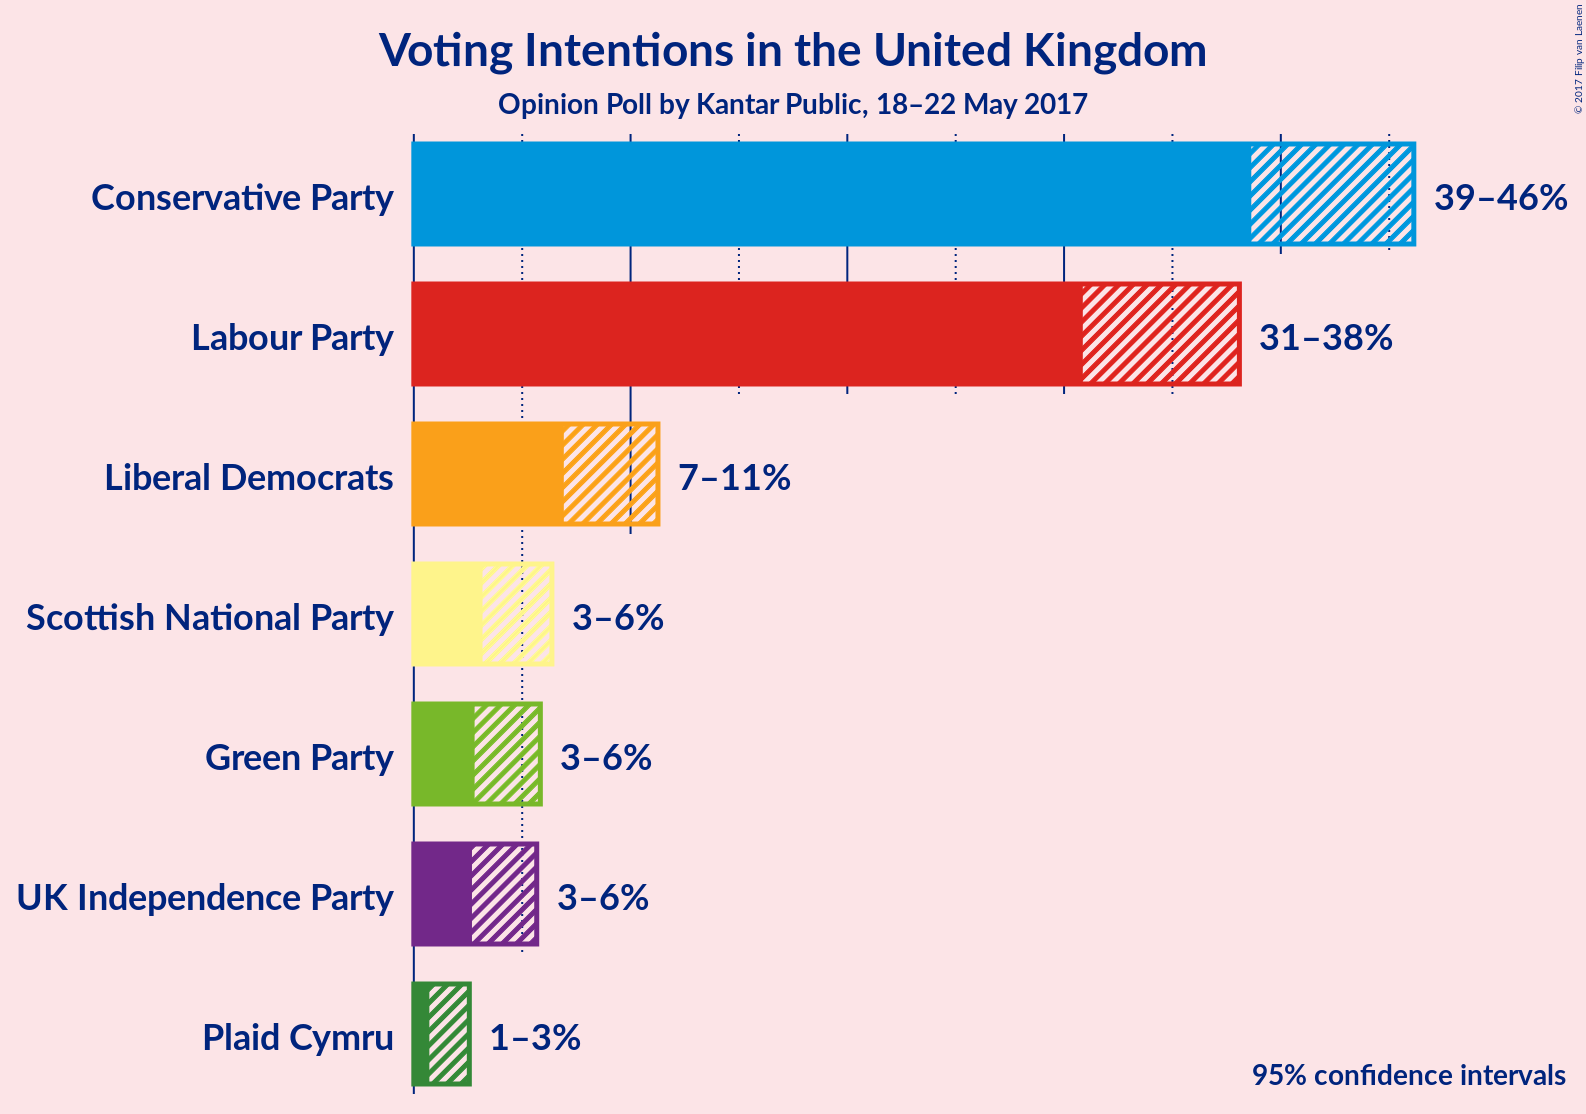 Voting Intentions in the United Kingdom
Opinion Poll by Kantar Public, 18–22 May 2017
© 2017 Filip van Laenen
Conservative Party
39–46%
Labour Party
31–38%
Liberal Democrats
7–11%
Scottish National Party
3–6%
Green Party
3–6%
UK Independence Party
3–6%
Plaid Cymru
1–3%
95% confidence intervals